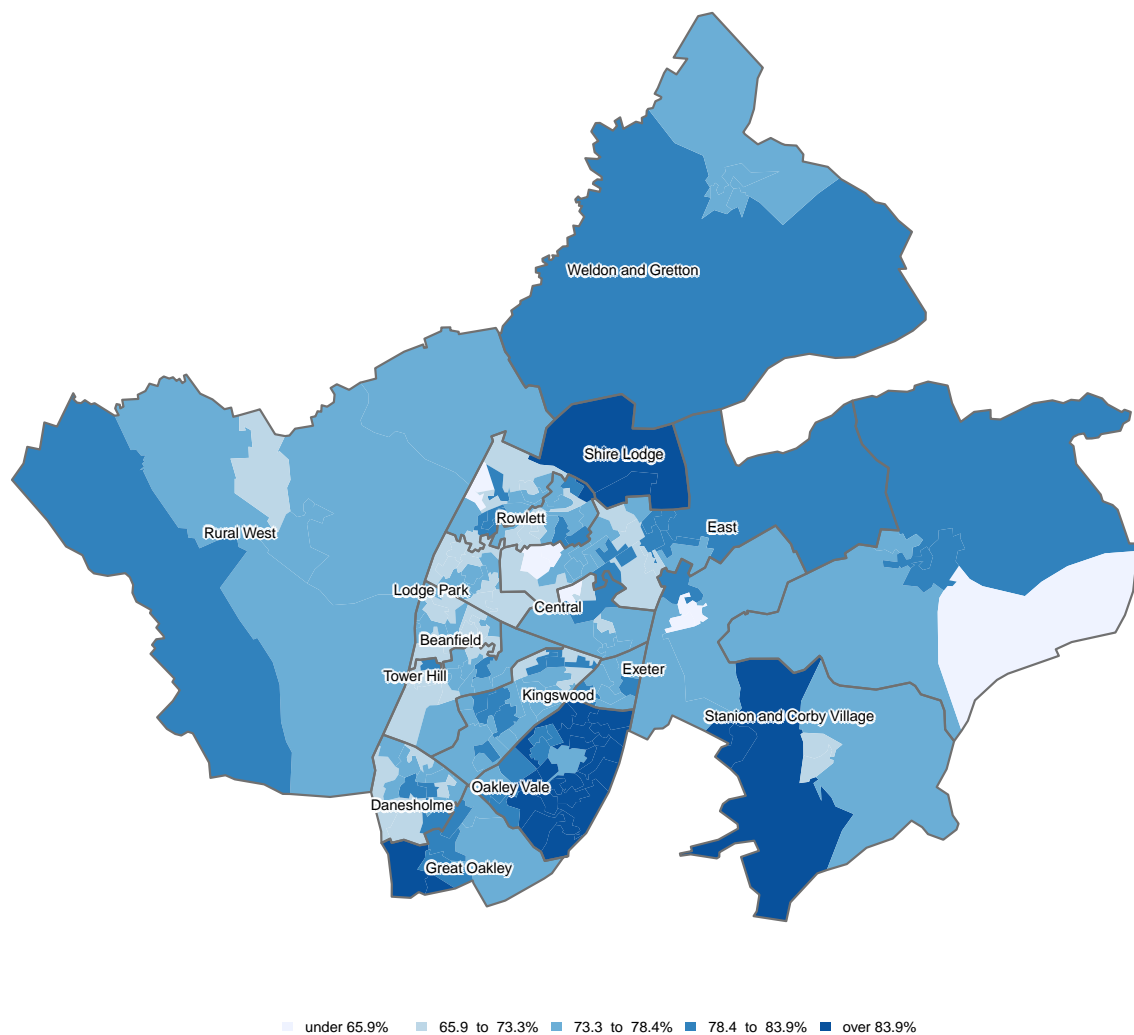 Weldon and Gretton
Shire Lodge
Rowlett
East
Rural West
Lodge Park
Central
Beanfield
Tower Hill
Exeter
Kingswood
Stanion and Corby Village
Oakley Vale
Danesholme
Great Oakley
under 65.9% 65.9 to 73.3% 73.3 to 78.4% 78.4 to 83.9% over 83.9%